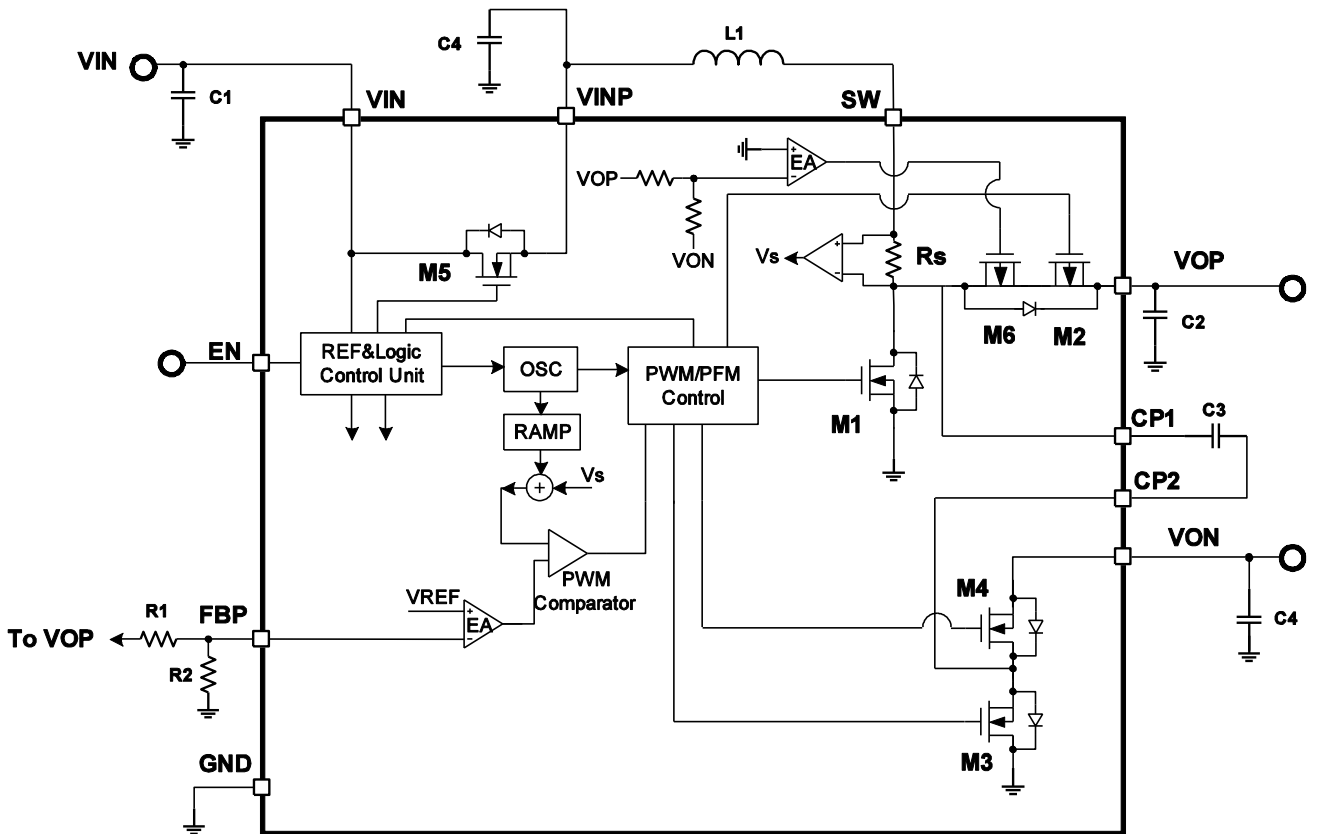 C4
L1
VIN
C1
VIN
VINP
SW
VOP
EA
VON
Vs
Rs
M5
VOP
M6
M2
C2
EN
REF&Logic
Control Unit
OSC
PWM/PFM
Control
M1
RAMP
CP1
C3
Vs
CP2
VON
PWM
Comparator
M4
VREF
EA
C4
R1
FBP
To VOP
R2
GND
M3